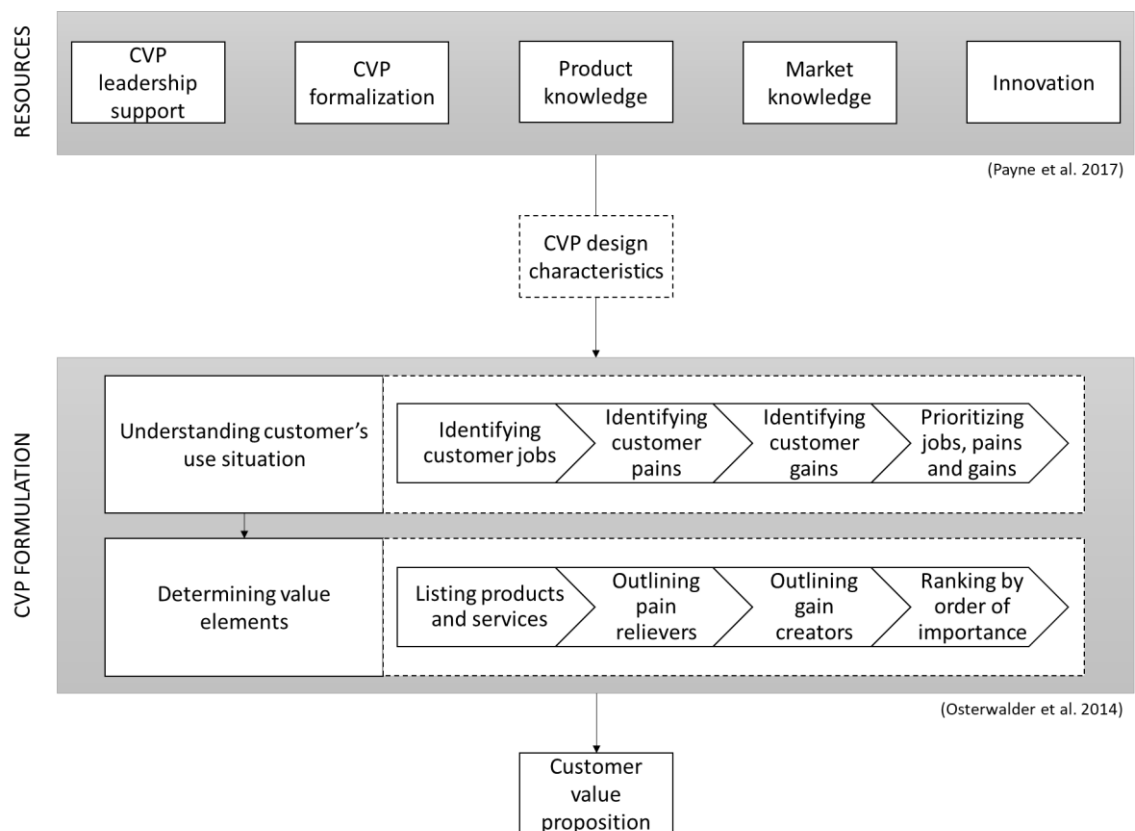 RESOURCES
CVP
leadership
support
CVP
formalization
Product
knowledge
Market
knowledge
Innovation
(Payne et al. 2017)
CVP design
characteristics
CVP FORMULATION
Understanding customer's
use situation
Identifying
customer jobs
Identifying
customer
pains
Identifying
customer
gains
Prioritizing
jobs, pains
and gains
Determining value
elements
Listing products
and services
Outlining
pain
relievers
Outlining
gain
creators
Ranking by
order of
importance
(Osterwalder et al. 2014)
Customer
value
proposition